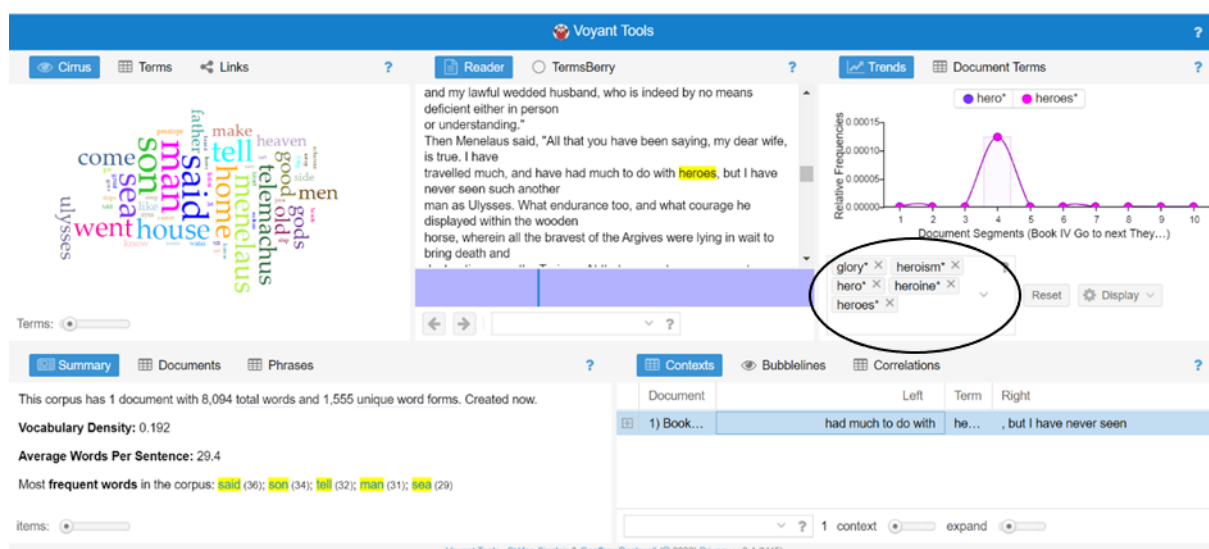 Voyant Tools
?
Cirrus Terms Links ?
Reader TermsBerry ?
Trends Document Terms ?
father
make
heaven
come
son
man
said
tell
home
sea
good
side
men
menelaus
telemachus
old
gods
ulysses
went
house
know
Terms:
and my lawful wedded husband, who is indeed by no means
deficient either in person
or understanding."
Then Menelaus said, "All that you have been saying, my dear wife,
is true. I have
travelled much, and have had much to do with heroes, but I have
never seen such another
man as Ulysses. What endurance too, and what courage he
displayed within the wooden
horse, wherein all the bravest of the Argives were lying in wait to
bring death and
?
hero* heroes*
Relative Frequencies
0.00015
0.00010
0.00005
0.00000
1 2 3 4 5 6 7 8 9 10
Document Segments (Book IV Go to next They…)
glory* × heroism* ×
hero* × heroine* ×
heroes* ×
Reset Display
Summary Documents Phrases ?
This corpus has 1 document with 8,094 total words and 1,555 unique word forms. Created now.
Vocabulary Density: 0.192
Average Words Per Sentence: 29.4
Most frequent words in the corpus: said (36); son (34); tell (32); man (31); sea (29)
items:
Contexts Bubblelines Correlations ?
Document Left Term Right
1) Book... had much to do with he... , but I have never seen
? 1 context expand